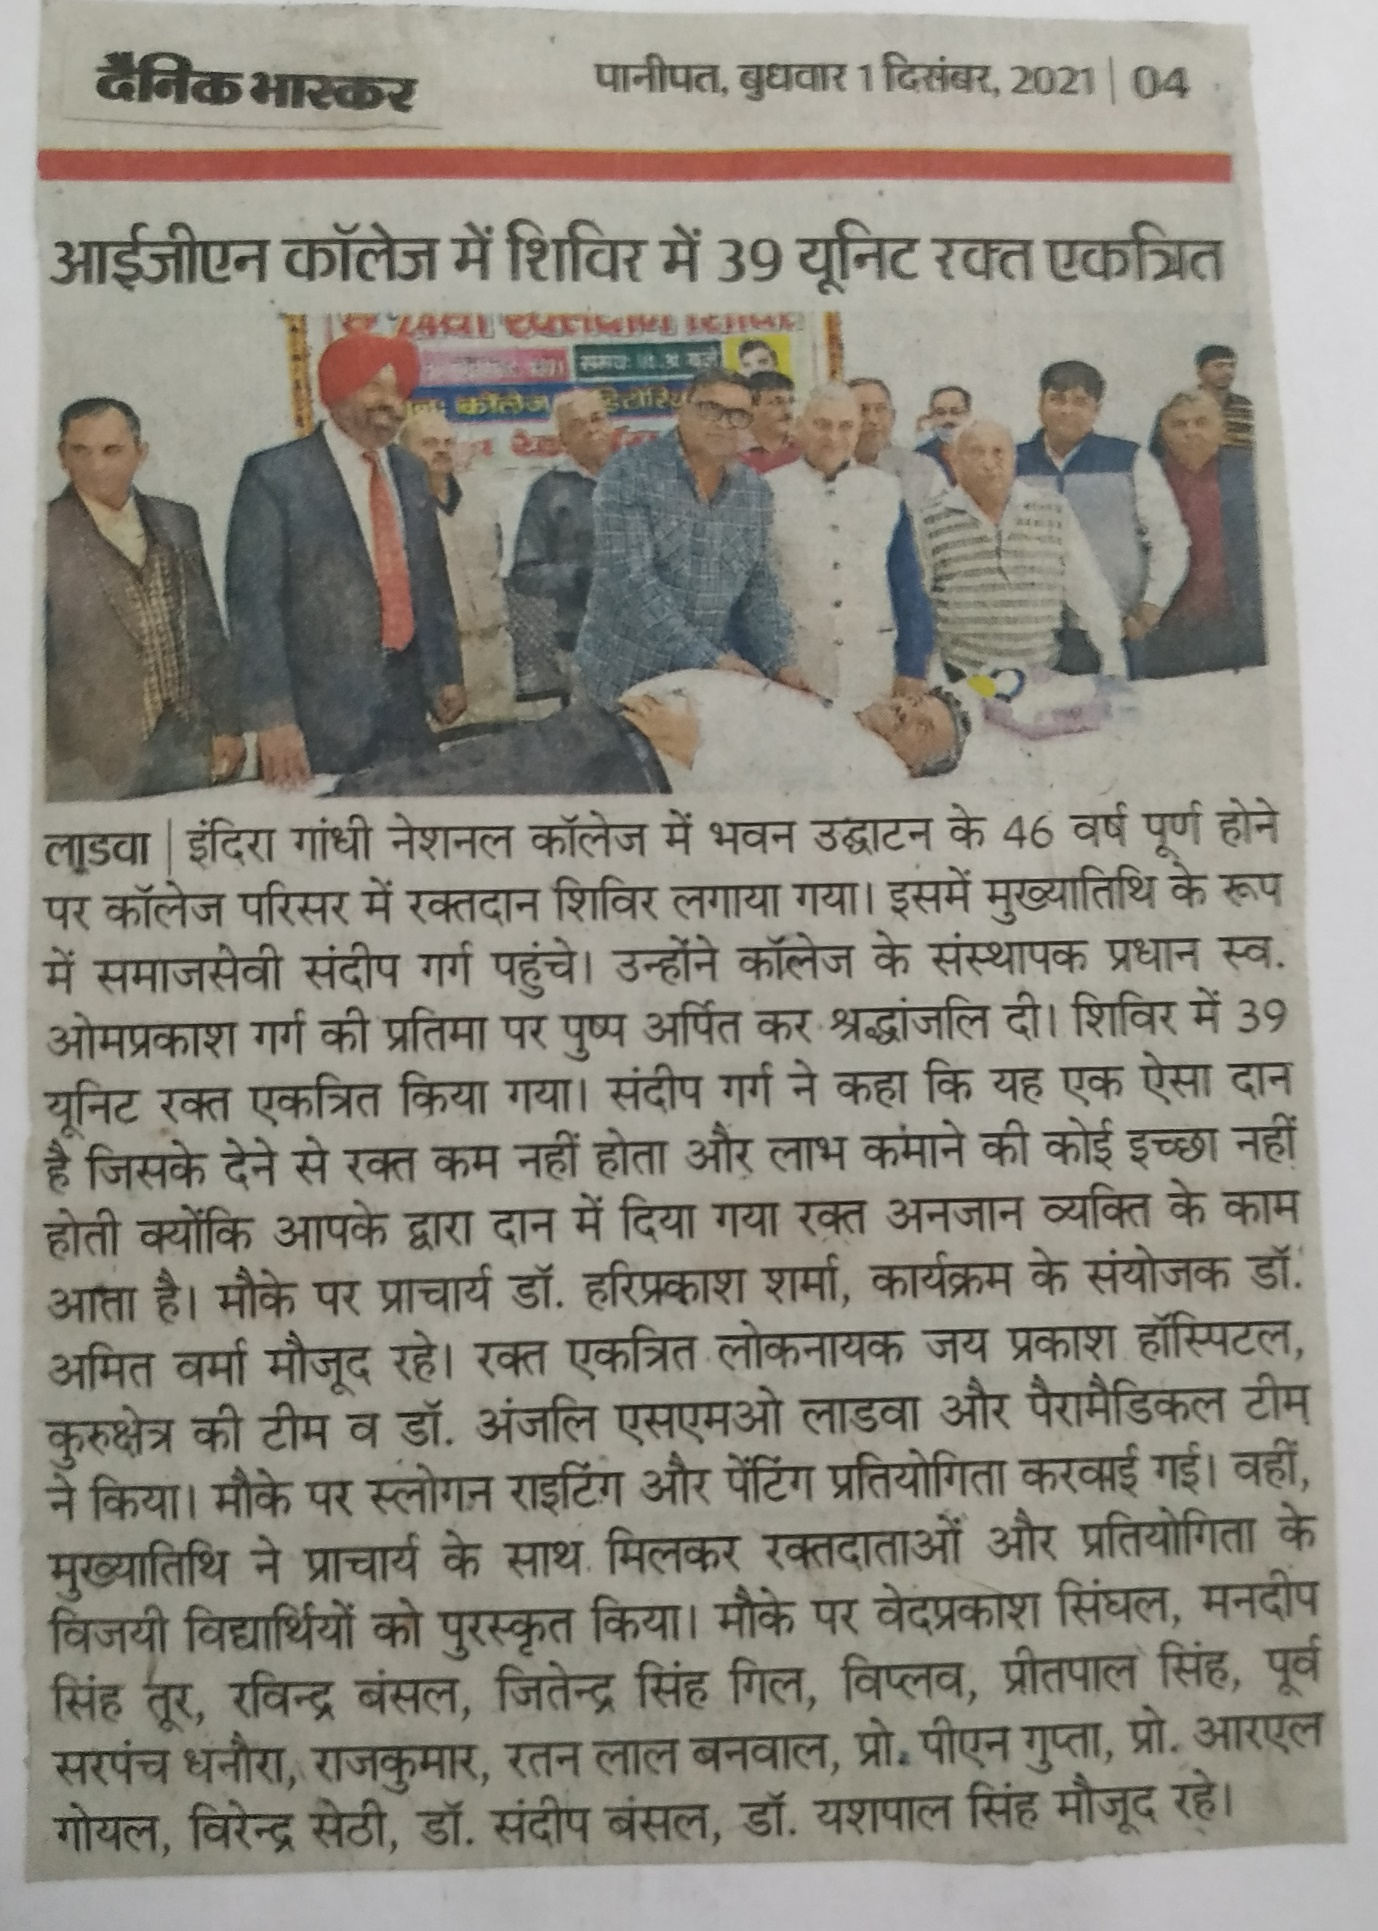 दैनिक भास्कर
पानीपत, बुधवार 1 दिसंबर, 2021 | 04
आईजीएन कॉलेज में शिविर में 39 यूनिट रक्त एकत्रित
कॉलेज
लाडवा | इंदिरा गांधी नेशनल कॉलेज में भवन उद्घाटन के 46 वर्ष पूर्ण होने
पर कॉलेज परिसर में रक्तदान शिविर लगाया गया। इसमें मुख्यातिथि के रूप
में समाजसेवी संदीप गर्ग पहुंचे। उन्होंने कॉलेज के संस्थापक प्रधान स्व.
ओमप्रकाश गर्ग की प्रतिमा पर पुष्प अर्पित कर श्रद्धांजलि दी। शिविर में 39
यूनिट रक्त एकत्रित किया गया। संदीप गर्ग ने कहा कि यह एक ऐसा दान
है जिसके देने से रक्त कम नहीं होता और लाभ कमाने की कोई इच्छा नहीं
होती क्योंकि आपके द्वारा दान में दिया गया रक्त अनजान व्यक्ति के काम
आता है। मौके पर प्राचार्य डॉ. हरिप्रकाश शर्मा, कार्यक्रम के संयोजक डॉ.
अमित वर्मा मौजूद रहे। रक्त एकत्रित लोकनायक जय प्रकाश हॉस्पिटल,
कुरुक्षेत्र की टीम व डॉ. अंजलि एसएमओ लाडवा और पैरामैडिकल टीम
ने किया। मौके पर स्लोगन राइटिंग और पेंटिंग प्रतियोगिता करवाई गई। वहीं,
मुख्यातिथि ने प्राचार्य के साथ मिलकर रक्तदाताओं और प्रतियोगिता के
विजयी विद्यार्थियों को पुरस्कृत किया। मौके पर वेदप्रकाश सिंघल, मनदीप
सिंह तूर, रविन्द्र बंसल, जितेन्द्र सिंह गिल, विप्लव, प्रीतपाल सिंह, पूर्व
सरपंच धनौरा, राजकुमार, रतन लाल बनवाल, प्रो. पीएन गुप्ता, प्रो. आरएल
गोयल, विरेन्द्र सेठी, डॉ. संदीप बंसल, डॉ. यशपाल सिंह मौजूद रहे।